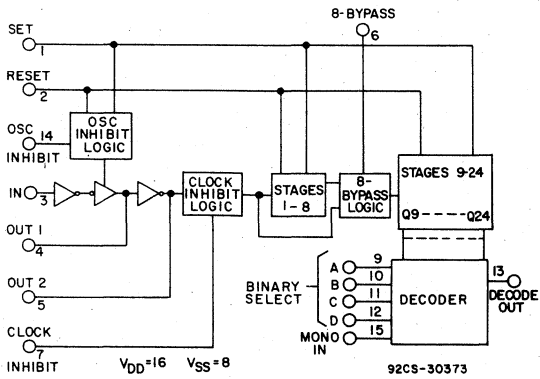 SET
1
8-BYPASS
6
RESET
2
OSC
INHIBIT
14
OSC
INHIBIT
LOGIC
IN
3
CLOCK
INHIBIT
LOGIC
STAGES
1-8
8-
BYPASS
LOGIC
STAGES 9-24
Q9-----Q24
OUT 1
4
OUT 2
5
CLOCK
7
INHIBIT
VDD=16 VSS=8
BINARY
SELECT
A 9
B 10
C 11
D 12
MONO 15
IN
DECODER
13
DECODE
OUT
92CS-30373